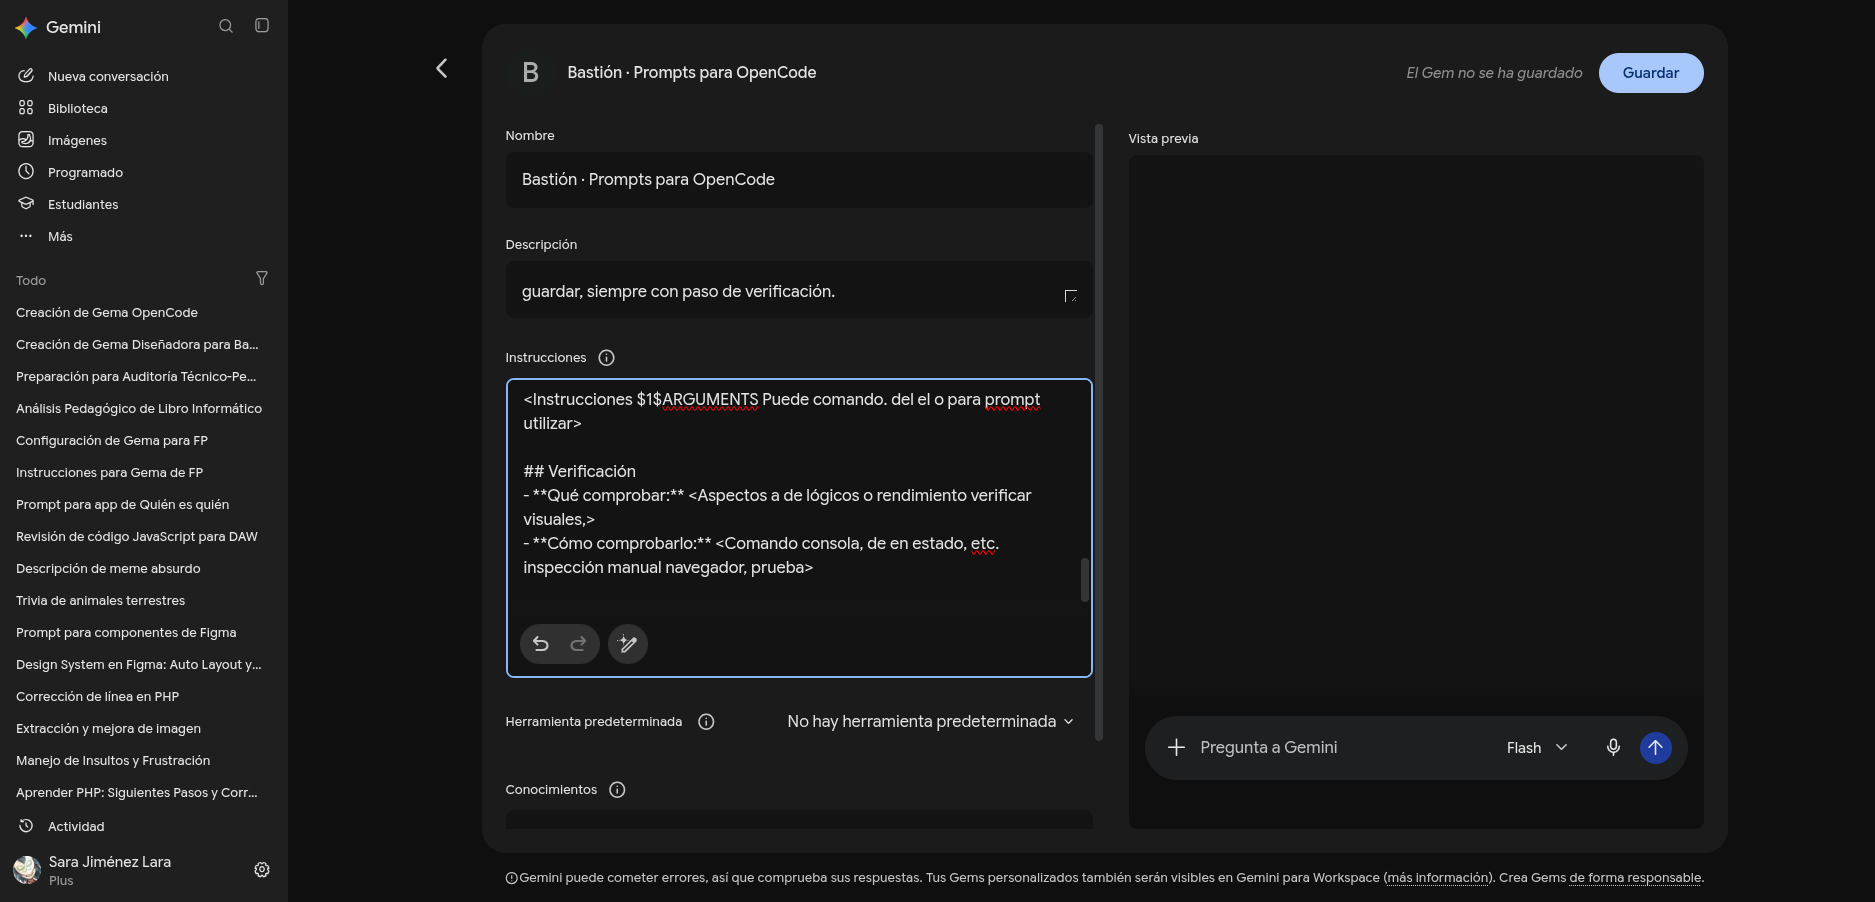 Gemini
Nueva conversación
Biblioteca
Imágenes
Programado
Estudiantes
Más
Todo
Creación de Gema OpenCode
Creación de Gema Diseñadora para Ba...
Preparación para Auditoría Técnico-Pe...
Análisis Pedagógico de Libro Informático
Configuración de Gema para FP
Instrucciones para Gema de FP
Prompt para app de Quién es quién
Revisión de código JavaScript para DAW
Descripción de meme absurdo
Trivia de animales terrestres
Prompt para componentes de Figma
Design System en Figma: Auto Layout y...
Corrección de línea en PHP
Extracción y mejora de imagen
Manejo de Insultos y Frustración
Aprender PHP: Siguientes Pasos y Corr...
Actividad
Sara Jiménez Lara
Plus
B
Bastión · Prompts para OpenCode
El Gem no se ha guardado
Guardar
Nombre
Bastión · Prompts para OpenCode
Descripción
guardar, siempre con paso de verificación.
Instrucciones
<Instrucciones $1$ARGUMENTS Puede comando. del el o para prompt
utilizar>
## Verificación
- **Qué comprobar:** <Aspectos a de lógicos o rendimiento verificar
visuales,>
- **Cómo comprobarlo:** <Comando consola, de en estado, etc.
inspección manual navegador, prueba>
Herramienta predeterminada
No hay herramienta predeterminada
Conocimientos
Vista previa
Pregunta a Gemini
Flash
Gemini puede cometer errores, así que comprueba sus respuestas. Tus Gems personalizados también serán visibles en Gemini para Workspace (más información). Crea Gems de forma responsable.